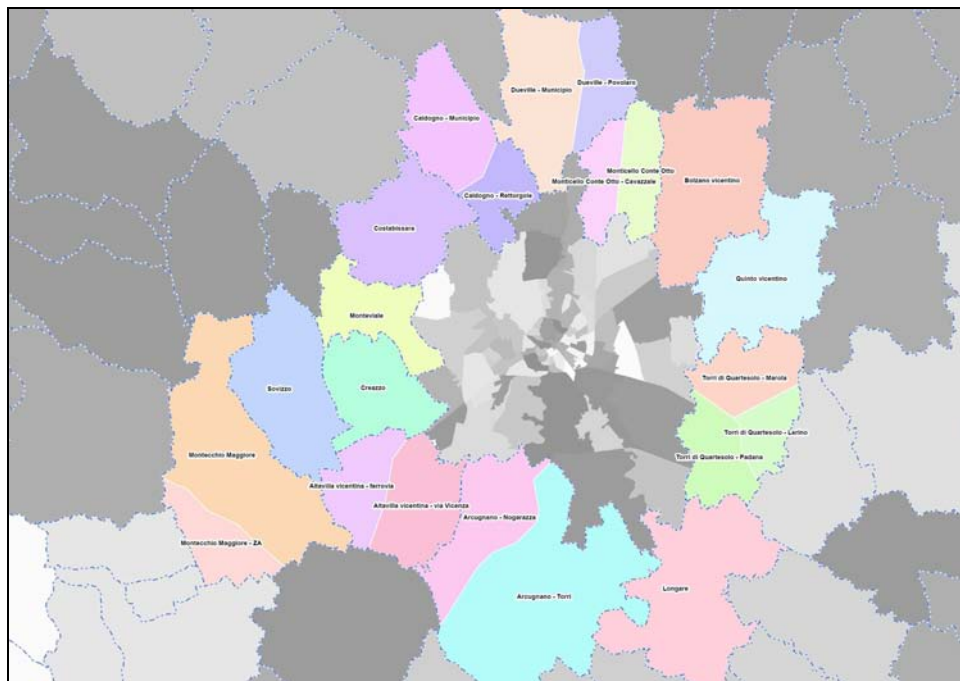 Dueville - Municipio
Dueville - Povolaro
Caldogno - Municipio
Monticello Conte Otto
Monticello Conte Otto - Cavazzale
Bolzano vicentino
Caldogno - Rettorgole
Costabissara
Quinto vicentino
Monteviale
Torri di Quartesolo - Marola
Sovizzo
Creazzo
Torri di Quartesolo - Lerino
Montecchio Maggiore
Torri di Quartesolo - Padana
Altavilla vicentina - ferrovia
Altavilla vicentina - via Vicenza
Arcugnano - Nogarazza
Montecchio Maggiore - ZA
Longare
Arcugnano - Torri